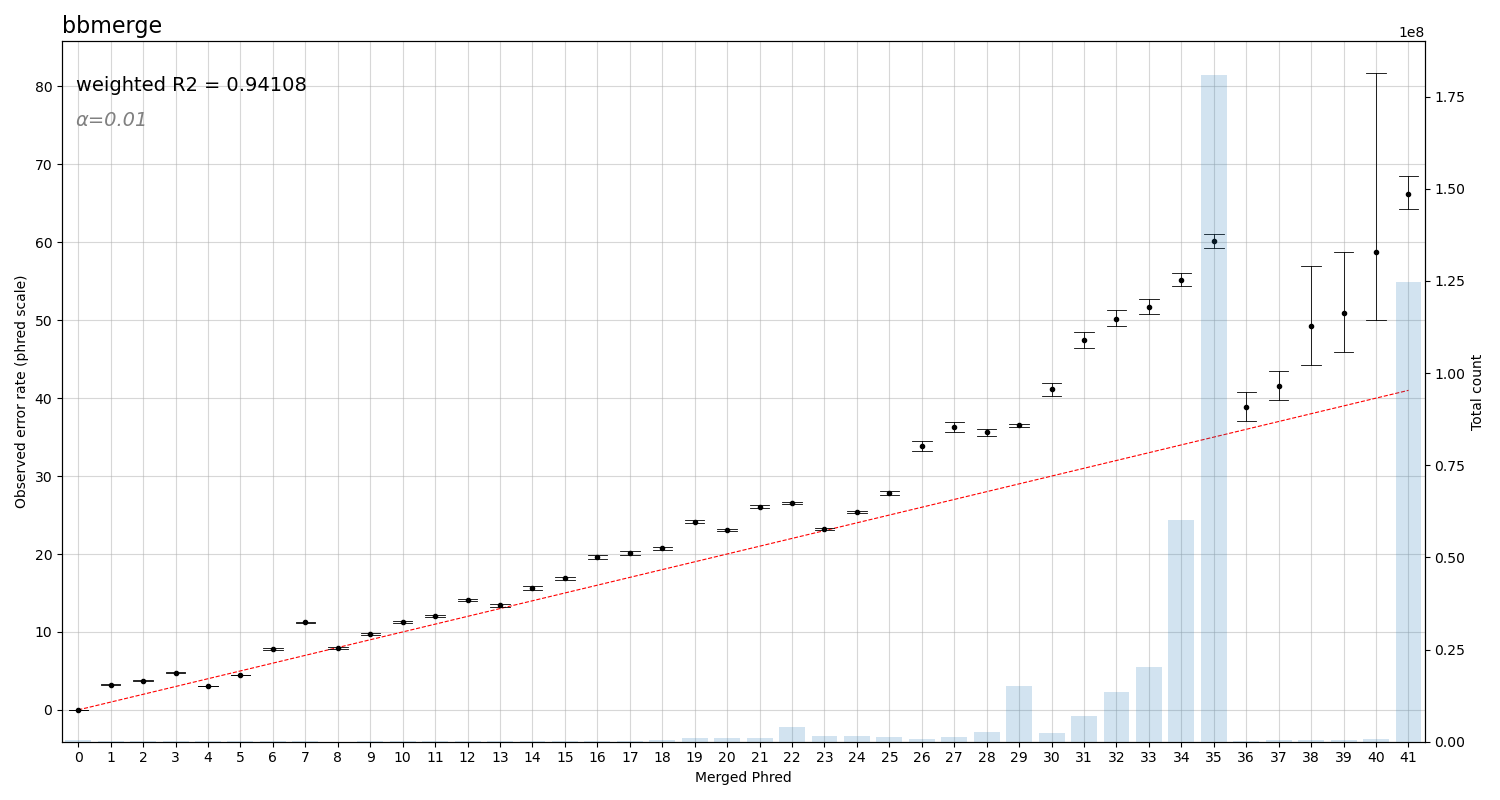 bbmerge
1e8
weighted R2 = 0.94108
α=0.01
80
70
60
50
40
30
20
10
0
Observed error rate (phred scale)
1.75
1.50
1.25
1.00
0.75
0.50
0.25
0.00
Total count
0 1 2 3 4 5 6 7 8 9 10 11 12 13 14 15 16 17 18 19 20 21 22 23 24 25 26 27 28 29 30 31 32 33 34 35 36 37 38 39 40 41
Merged Phred